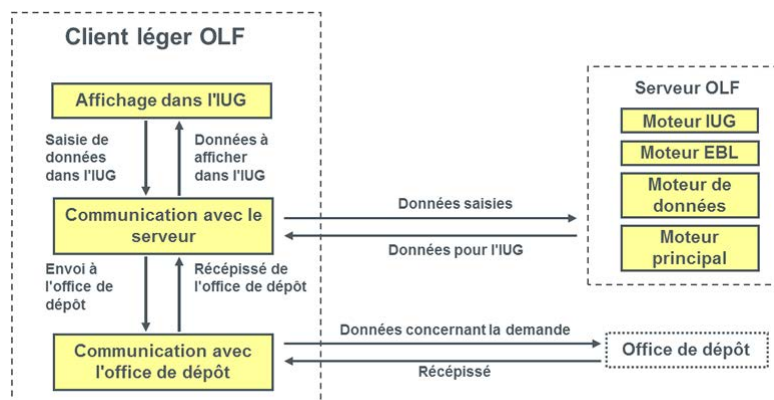 Client léger OLF
Affichage dans l'IUG
Saisie de
données
dans l'IUG
Données à
afficher
dans l'IUG
Communication avec le
serveur
Envoi à
l'office de
dépôt
Récépissé de
l'office de dépôt
Communication avec
l'office de dépôt
Données saisies
Données pour l'IUG
Données concernant la demande
Récépissé
Serveur OLF
Moteur IUG
Moteur EBL
Moteur de
données
Moteur
principal
Office de dépôt